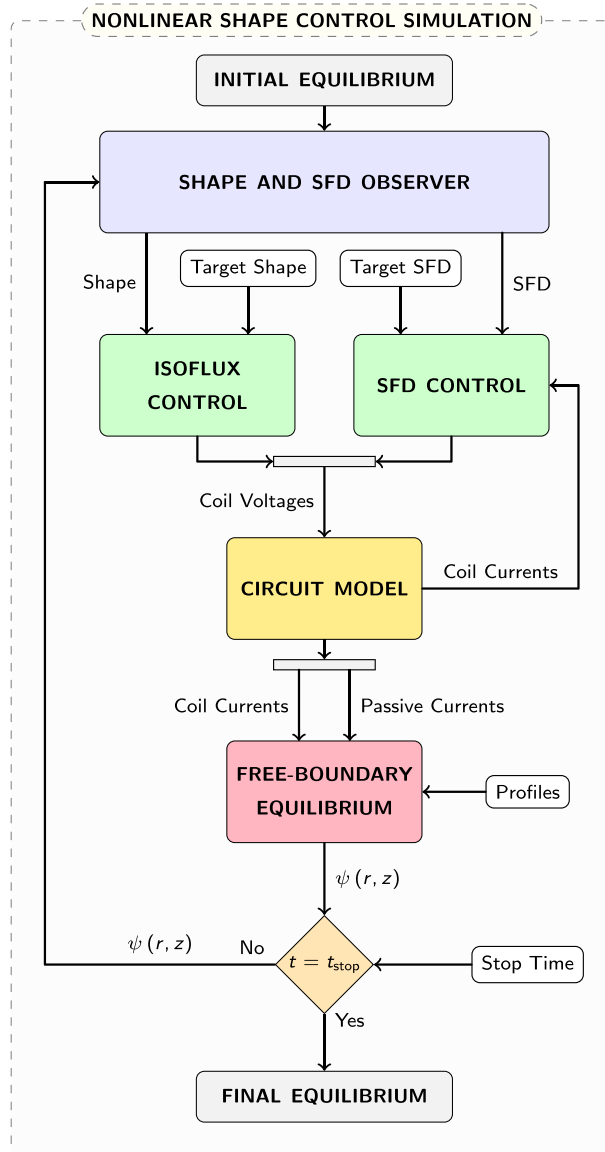 NONLINEAR SHAPE CONTROL SIMULATION
INITIAL EQUILIBRIUM
SHAPE AND SFD OBSERVER
Shape
Target Shape
Target SFD
SFD
ISOFLUX
CONTROL
SFD CONTROL
Coil Voltages
CIRCUIT MODEL
Coil Currents
Coil Currents
Passive Currents
FREE-BOUNDARY
EQUILIBRIUM
Profiles
ψ (r, z)
ψ (r, z)
No
t = t_stop
Stop Time
Yes
FINAL EQUILIBRIUM